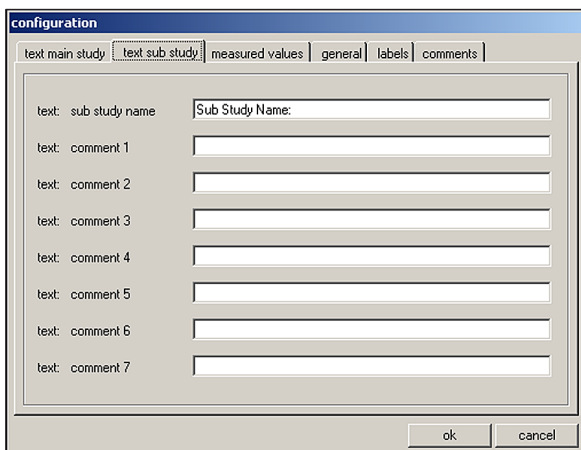 configuration
text main study text sub study measured values general labels comments
text: sub study name Sub Study Name:
text: comment 1
text: comment 2
text: comment 3
text: comment 4
text: comment 5
text: comment 6
text: comment 7
ok cancel